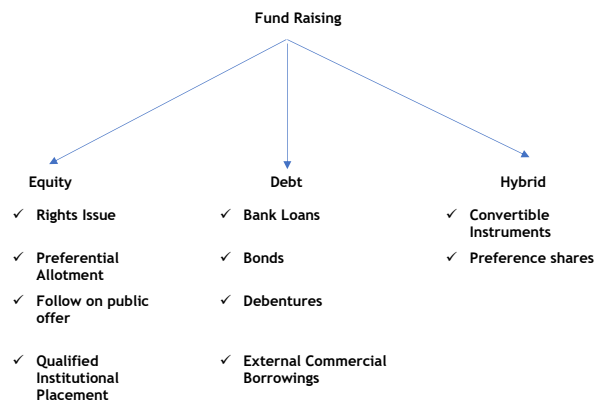 Fund Raising
Equity
✓ Rights Issue
✓ Preferential
Allotment
✓ Follow on public
offer
✓ Qualified
Institutional
Placement
Debt
✓ Bank Loans
✓ Bonds
✓ Debentures
✓ External Commercial
Borrowings
Hybrid
✓ Convertible
Instruments
✓ Preference shares